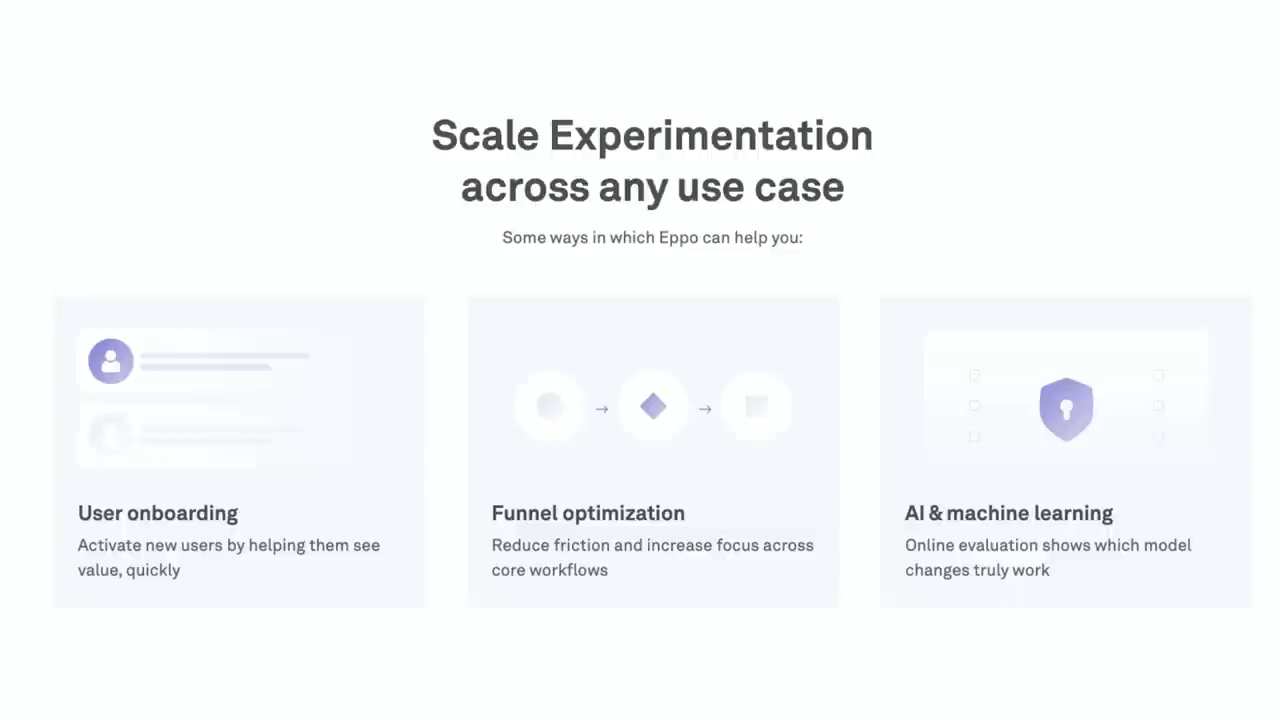 Scale Experimentation
across any use case
Some ways in which Eppo can help you:
User onboarding
Activate new users by helping them see
value, quickly
Funnel optimization
Reduce friction and increase focus across
core workflows
AI & machine learning
Online evaluation shows which model
changes truly work